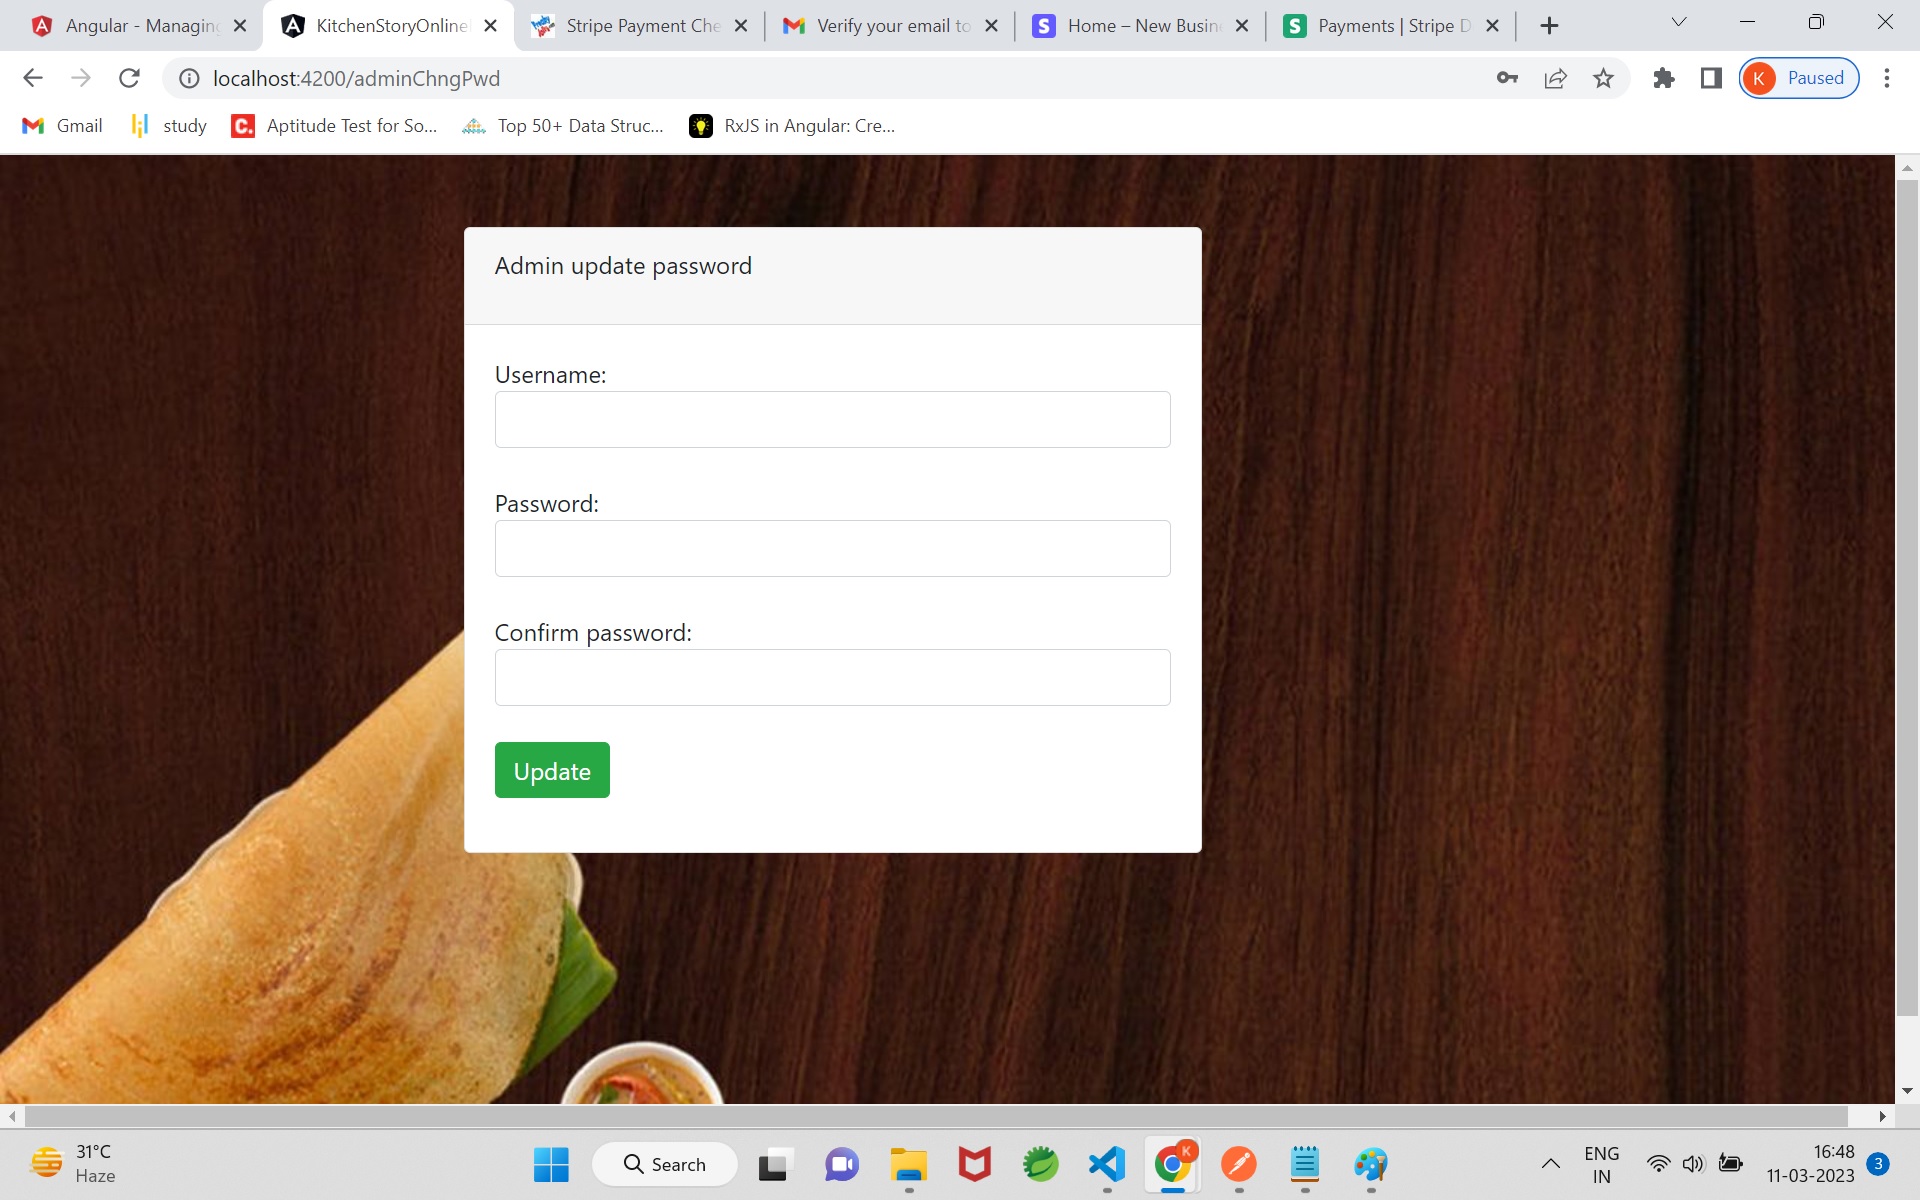 Angular - Managing
KitchenStoryOnline
Stripe Payment Che
Verify your email to
Home – New Busin
Payments | Stripe D
localhost:4200/adminChngPwd
K
Paused
Gmail
study
C.
Aptitude Test for So...
Top 50+ Data Struc...
RxJS in Angular: Cre...
Admin update password
Username:
Password:
Confirm password:
Update
31°C
Haze
Search
K
ENG
IN
16:48
11-03-2023
3